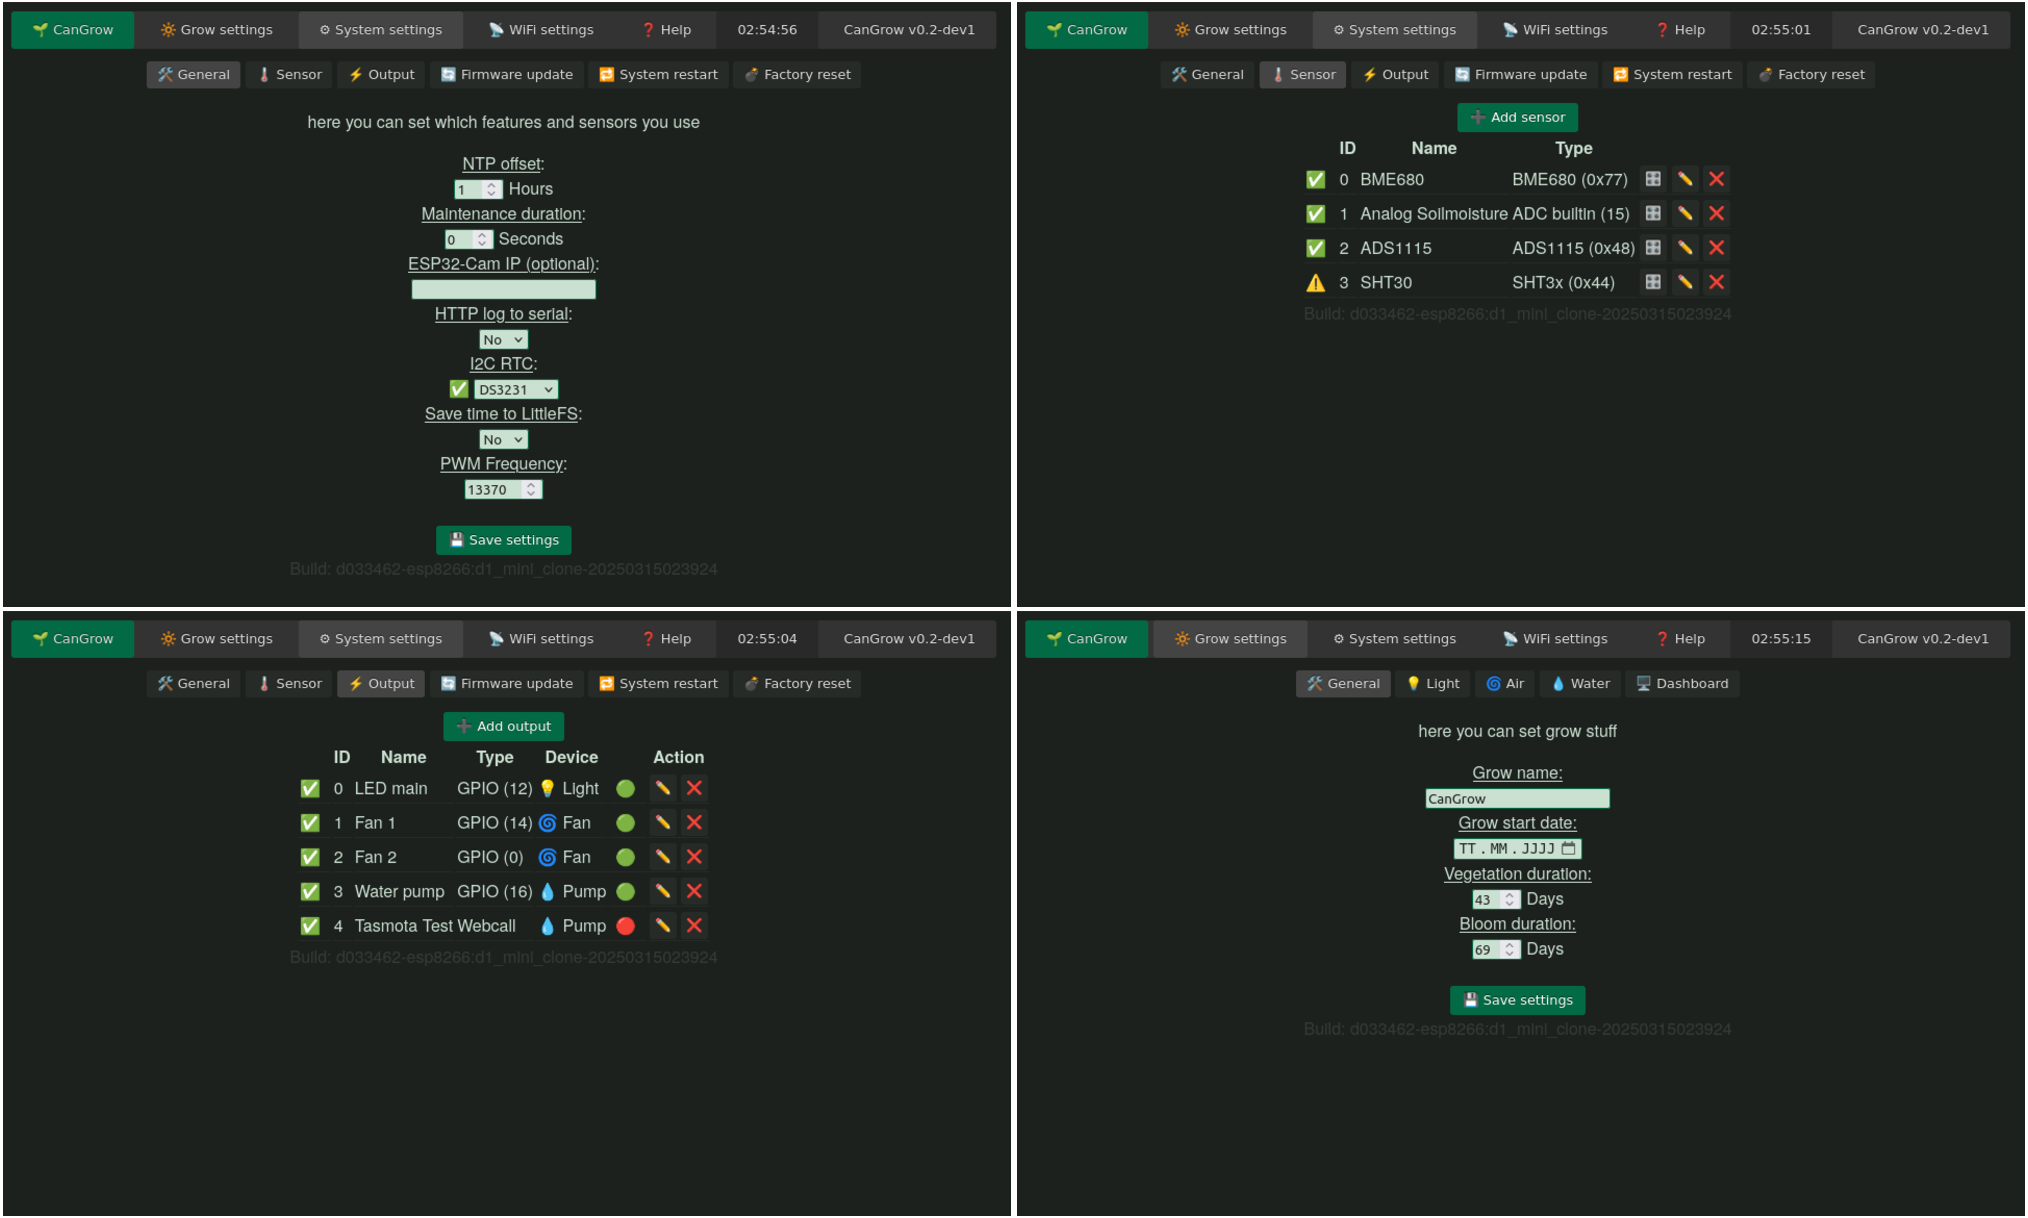 CanGrow Grow settings System settings WiFi settings Help 02:54:56 CanGrow v0.2-dev1
General Sensor Output Firmware update System restart Factory reset
here you can set which features and sensors you use
NTP offset:
1 Hours
Maintenance duration:
0 Seconds
ESP32-Cam IP (optional):
HTTP log to serial:
No
I2C RTC:
DS3231
Save time to LittleFS:
No
PWM Frequency:
13370
Save settings
Build: d033462-esp8266:d1_mini_clone-20250315023924
CanGrow Grow settings System settings WiFi settings Help 02:55:01 CanGrow v0.2-dev1
General Sensor Output Firmware update System restart Factory reset
Add sensor
ID Name Type
0 BME680 BME680 (0x77)
1 Analog Soilmoisture ADC builtin (15)
2 ADS1115 ADS1115 (0x48)
3 SHT30 SHT3x (0x44)
Build: d033462-esp8266:d1_mini_clone-20250315023924
CanGrow Grow settings System settings WiFi settings Help 02:55:04 CanGrow v0.2-dev1
General Sensor Output Firmware update System restart Factory reset
Add output
ID Name Type Device Action
0 LED main GPIO (12) Light
1 Fan 1 GPIO (14) Fan
2 Fan 2 GPIO (0) Fan
3 Water pump GPIO (16) Pump
4 Tasmota Test Webcall Pump
Build: d033462-esp8266:d1_mini_clone-20250315023924
CanGrow Grow settings System settings WiFi settings Help 02:55:15 CanGrow v0.2-dev1
General Light Air Water Dashboard
here you can set grow stuff
Grow name:
CanGrow
Grow start date:
TT.MM.JJJJ
Vegetation duration:
43 Days
Bloom duration:
69 Days
Save settings
Build: d033462-esp8266:d1_mini_clone-20250315023924